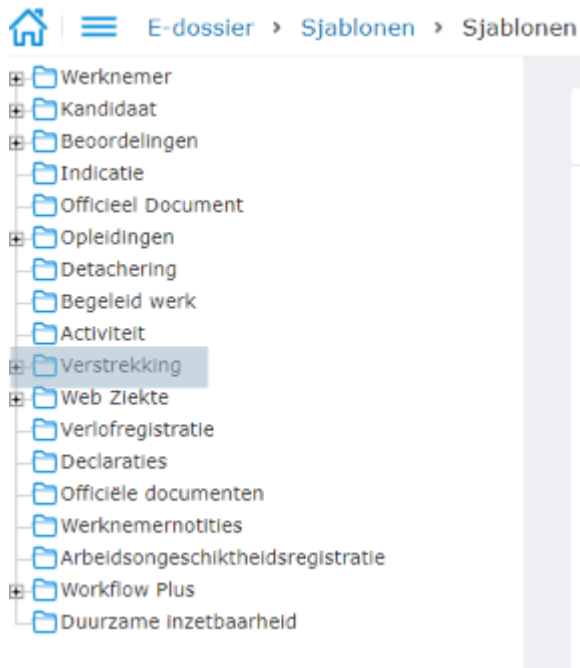 E-dossier > Sjablonen > Sjablonen
Werknemer
Kandidaat
Beoordelingen
Indicatie
Officieel Document
Opleidingen
Detachering
Begeleid werk
Activiteit
Verstrekking
Web Ziekte
Verlofregistratie
Declaraties
Officiële documenten
Werknemernotities
Arbeidsongeschiktheidsregistratie
Workflow Plus
Duurzame inzetbaarheid